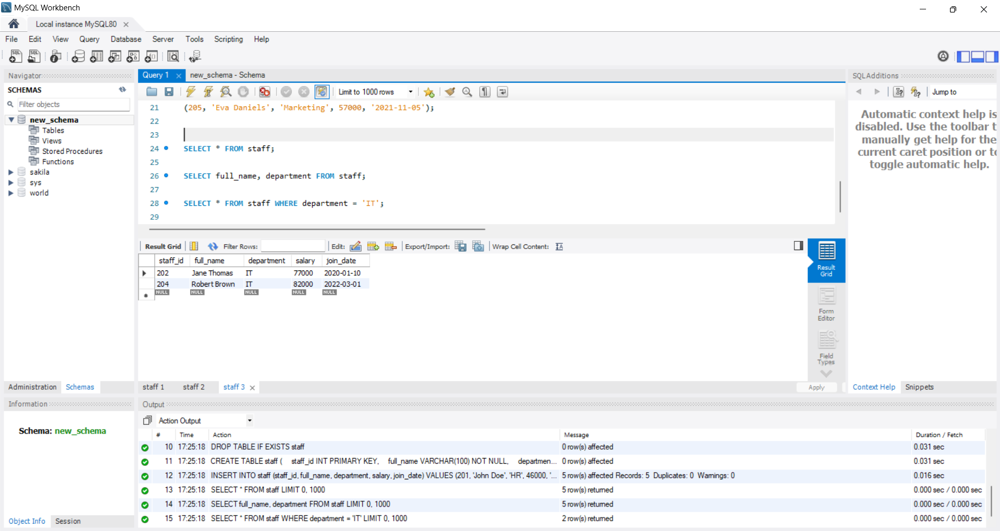 MySQL Workbench
Local instance MySQL80
File Edit View Query Database Server Tools Scripting Help
Navigator
SCHEMAS
Filter objects
new_schema
Tables
Views
Stored Procedures
Functions
sakila
sys
world
Administration Schemas
Information
Schema: new_schema
Object Info Session
Query 1 new_schema - Schema
Limit to 1000 rows
21 (205, 'Eva Daniels', 'Marketing', 57000, '2021-11-05');
22
23
24 SELECT * FROM staff;
25
26 SELECT full_name, department FROM staff;
27
28 SELECT * FROM staff WHERE department = 'IT';
29
Result Grid Filter Rows: Edit: Export/Import: Wrap Cell Content:
staff_id full_name department salary join_date
202 Jane Thomas IT 77000 2020-01-10
204 Robert Brown IT 82000 2022-03-01
NULL NULL NULL NULL NULL
Result
Grid
Form
Editor
Field
Types
staff 1 staff 2 staff 3
Apply
SQLAdditions
Jump to
Automatic context help is
disabled. Use the toolbar t
manually get help for the
current caret position or to
toggle automatic help.
Context Help Snippets
Output
Action Output
# Time Action Message Duration / Fetch
10 17:25:18 DROP TABLE IF EXISTS staff 0 row(s) affected 0.031 sec
11 17:25:18 CREATE TABLE staff ( staff_id INT PRIMARY KEY, full_name VARCHAR(100) NOT NULL, departmen... 0 row(s) affected 0.031 sec
12 17:25:18 INSERT INTO staff (staff_id, full_name, department, salary, join_date) VALUES (201, 'John Doe', 'HR', 46000, '... 5 row(s) affected Records: 5 Duplicates: 0 Warnings: 0 0.016 sec
13 17:25:18 SELECT * FROM staff LIMIT 0, 1000 5 row(s) returned 0.000 sec / 0.000 sec
14 17:25:18 SELECT full_name, department FROM staff LIMIT 0, 1000 5 row(s) returned 0.000 sec / 0.000 sec
15 17:25:18 SELECT * FROM staff WHERE department = 'IT' LIMIT 0, 1000 2 row(s) returned 0.000 sec / 0.000 sec